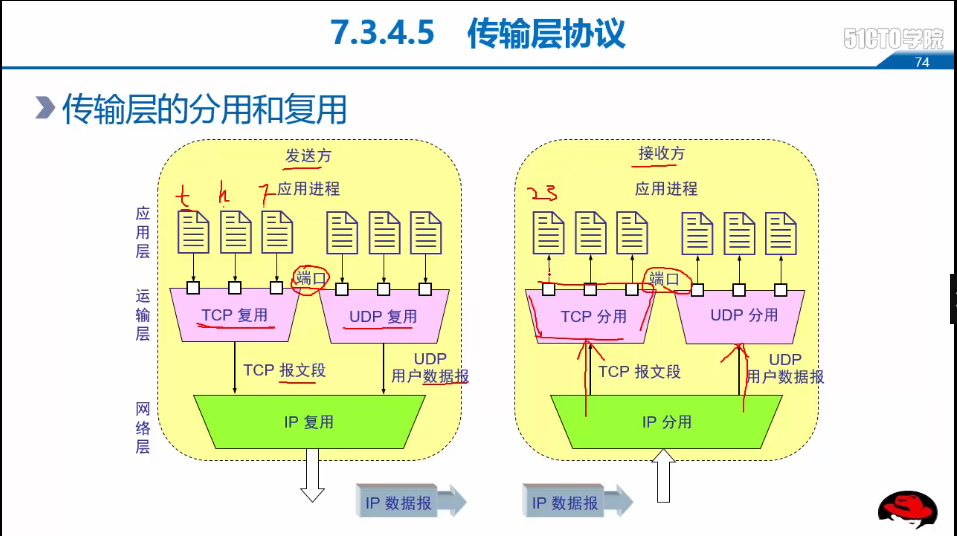 7.3.4.5 传输层协议
51CTO学院
74
传输层的分用和复用
发送方
接收方
t h 7
应用进程
23
应用进程
应用层
端口
端口
运输层
TCP 复用
UDP 复用
TCP 分用
UDP 分用
TCP 报文段
UDP
用户数据报
TCP 报文段
UDP
用户数据报
网络层
IP 复用
IP 分用
IP 数据报
IP 数据报